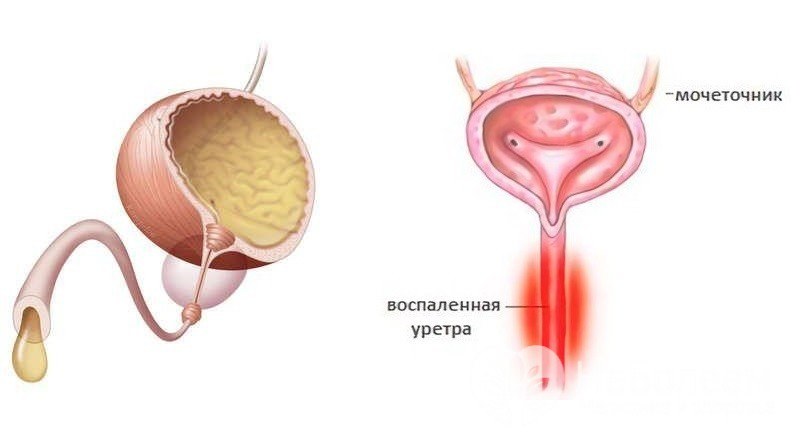 мочеточник
воспаленная
уретра